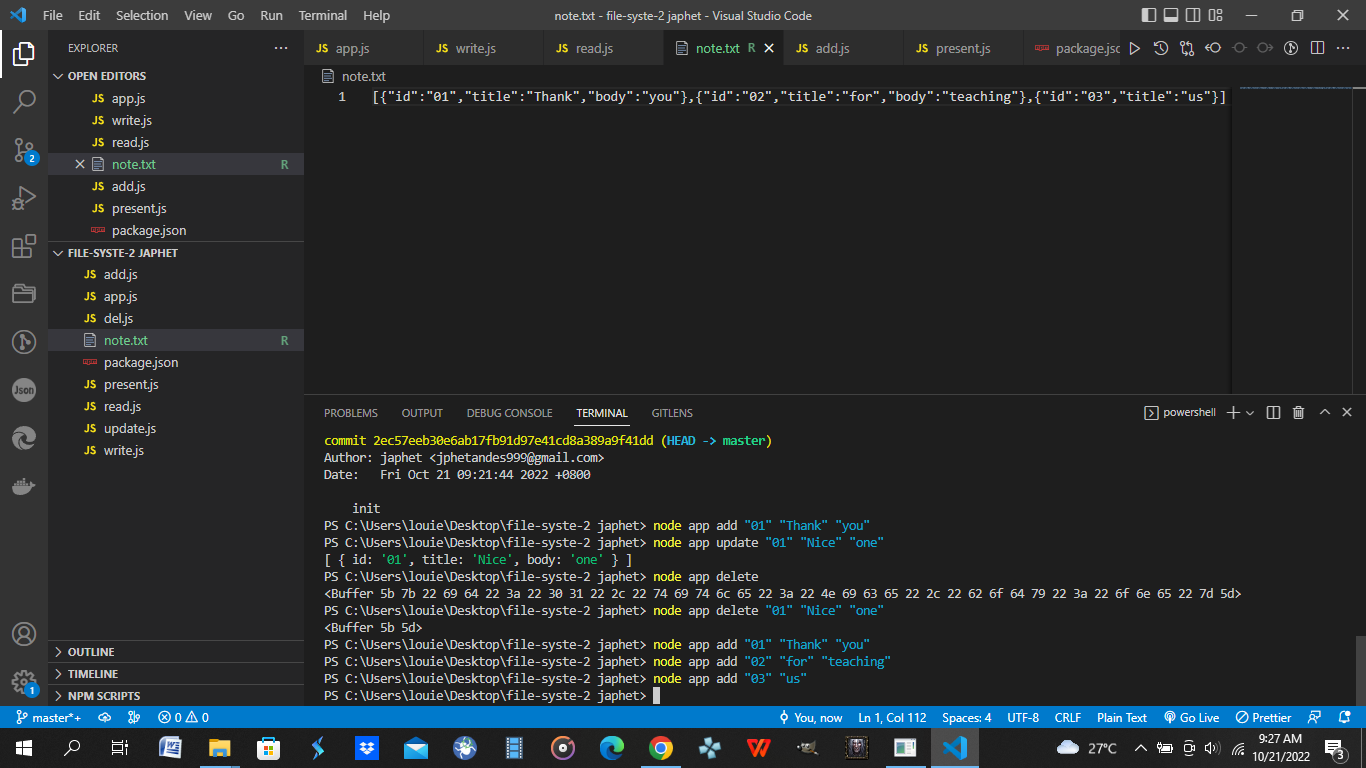 File Edit Selection View Go Run Terminal Help
note.txt - file-syste-2 japhet - Visual Studio Code
EXPLORER
JS app.js
JS write.js
JS read.js
note.txt R
JS add.js
JS present.js
package.jsc
OPEN EDITORS
JS app.js
JS write.js
JS read.js
note.txt R
JS add.js
JS present.js
package.json
FILE-SYSTE-2 JAPHET
JS add.js
JS app.js
JS del.js
note.txt R
package.json
JS present.js
JS read.js
JS update.js
JS write.js
OUTLINE
TIMELINE
NPM SCRIPTS
2
Json
1
note.txt
1 [{"id":"01","title":"Thank","body":"you"},{"id":"02","title":"for","body":"teaching"},{"id":"03","title":"us"}]
PROBLEMS OUTPUT DEBUG CONSOLE TERMINAL GITLENS
powershell
commit 2ec57eeb30e6ab17fb91d97e41cd8a389a9f41dd (HEAD -> master)
Author: japhet <jphetandes999@gmail.com>
Date: Fri Oct 21 09:21:44 2022 +0800
init
PS C:\Users\louie\Desktop\file-syste-2 japhet> node app add "01" "Thank" "you"
PS C:\Users\louie\Desktop\file-syste-2 japhet> node app update "01" "Nice" "one"
[ { id: '01', title: 'Nice', body: 'one' } ]
PS C:\Users\louie\Desktop\file-syste-2 japhet> node app delete
<Buffer 5b 7b 22 69 64 22 3a 22 30 31 22 2c 22 74 69 74 6c 65 22 3a 22 4e 69 63 65 22 2c 22 62 6f 64 79 22 3a 22 6f 6e 65 22 7d 5d>
PS C:\Users\louie\Desktop\file-syste-2 japhet> node app delete "01" "Nice" "one"
<Buffer 5b 5d>
PS C:\Users\louie\Desktop\file-syste-2 japhet> node app add "01" "Thank" "you"
PS C:\Users\louie\Desktop\file-syste-2 japhet> node app add "02" "for" "teaching"
PS C:\Users\louie\Desktop\file-syste-2 japhet> node app add "03" "us"
PS C:\Users\louie\Desktop\file-syste-2 japhet>
master*+ 0 0 You, now Ln 1, Col 112 Spaces: 4 UTF-8 CRLF Plain Text Go Live Prettier
27°C
9:27 AM
10/21/2022
3